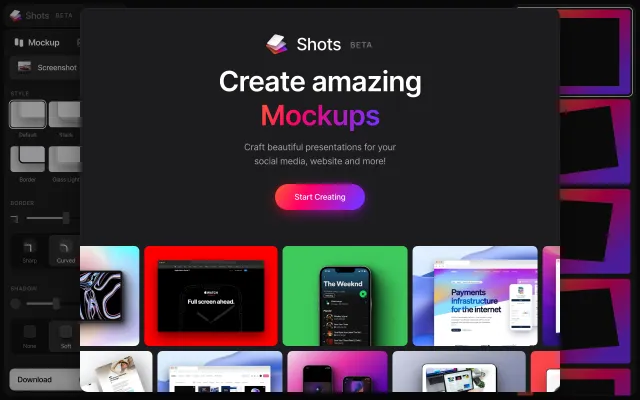 Shots BETA
Mockup
Screenshot
STYLE
Default
Border
Glass Light
BORDER
Sharp
Curved
SHADOW
None
Soft
Download
Shots BETA
Create amazing
Mockups
Craft beautiful presentations for your
social media, website and more!
Start Creating
WATCH
Full screen ahead.
The Weeknd
Payments
infrastructure
for the internet